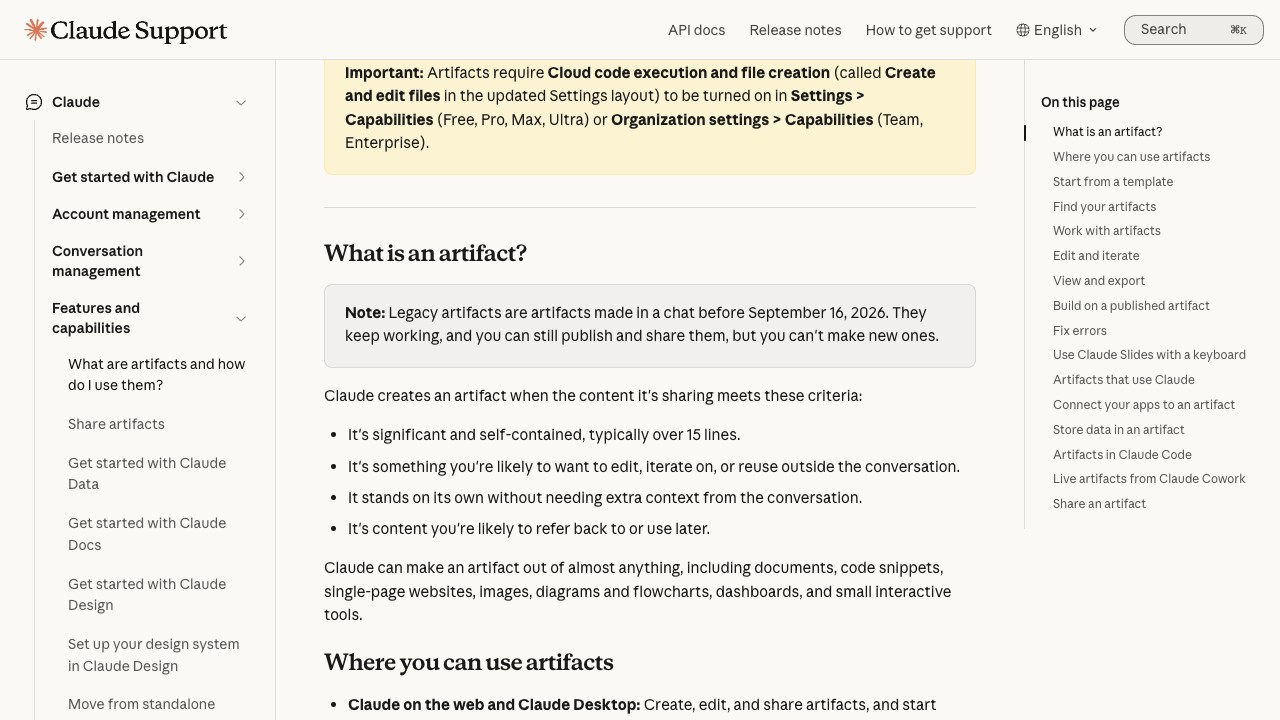 Claude Support
API docs
Release notes
How to get support
English
Search
⌘K
Claude
Release notes
Get started with Claude
Account management
Conversation
management
Features and
capabilities
What are artifacts and how
do I use them?
Share artifacts
Get started with Claude
Data
Get started with Claude
Docs
Get started with Claude
Design
Set up your design system
in Claude Design
Move from standalone
Important: Artifacts require Cloud code execution and file creation (called Create
and edit files in the updated Settings layout) to be turned on in Settings >
Capabilities (Free, Pro, Max, Ultra) or Organization settings > Capabilities (Team,
Enterprise).
What is an artifact?
Note: Legacy artifacts are artifacts made in a chat before September 16, 2026. They
keep working, and you can still publish and share them, but you can't make new ones.
Claude creates an artifact when the content it's sharing meets these criteria:
• It's significant and self-contained, typically over 15 lines.
• It's something you're likely to want to edit, iterate on, or reuse outside the conversation.
• It stands on its own without needing extra context from the conversation.
• It's content you're likely to refer back to or use later.
Claude can make an artifact out of almost anything, including documents, code snippets,
single-page websites, images, diagrams and flowcharts, dashboards, and small interactive
tools.
Where you can use artifacts
• Claude on the web and Claude Desktop: Create, edit, and share artifacts, and start
On this page
What is an artifact?
Where you can use artifacts
Start from a template
Find your artifacts
Work with artifacts
Edit and iterate
View and export
Build on a published artifact
Fix errors
Use Claude Slides with a keyboard
Artifacts that use Claude
Connect your apps to an artifact
Store data in an artifact
Artifacts in Claude Code
Live artifacts from Claude Cowork
Share an artifact